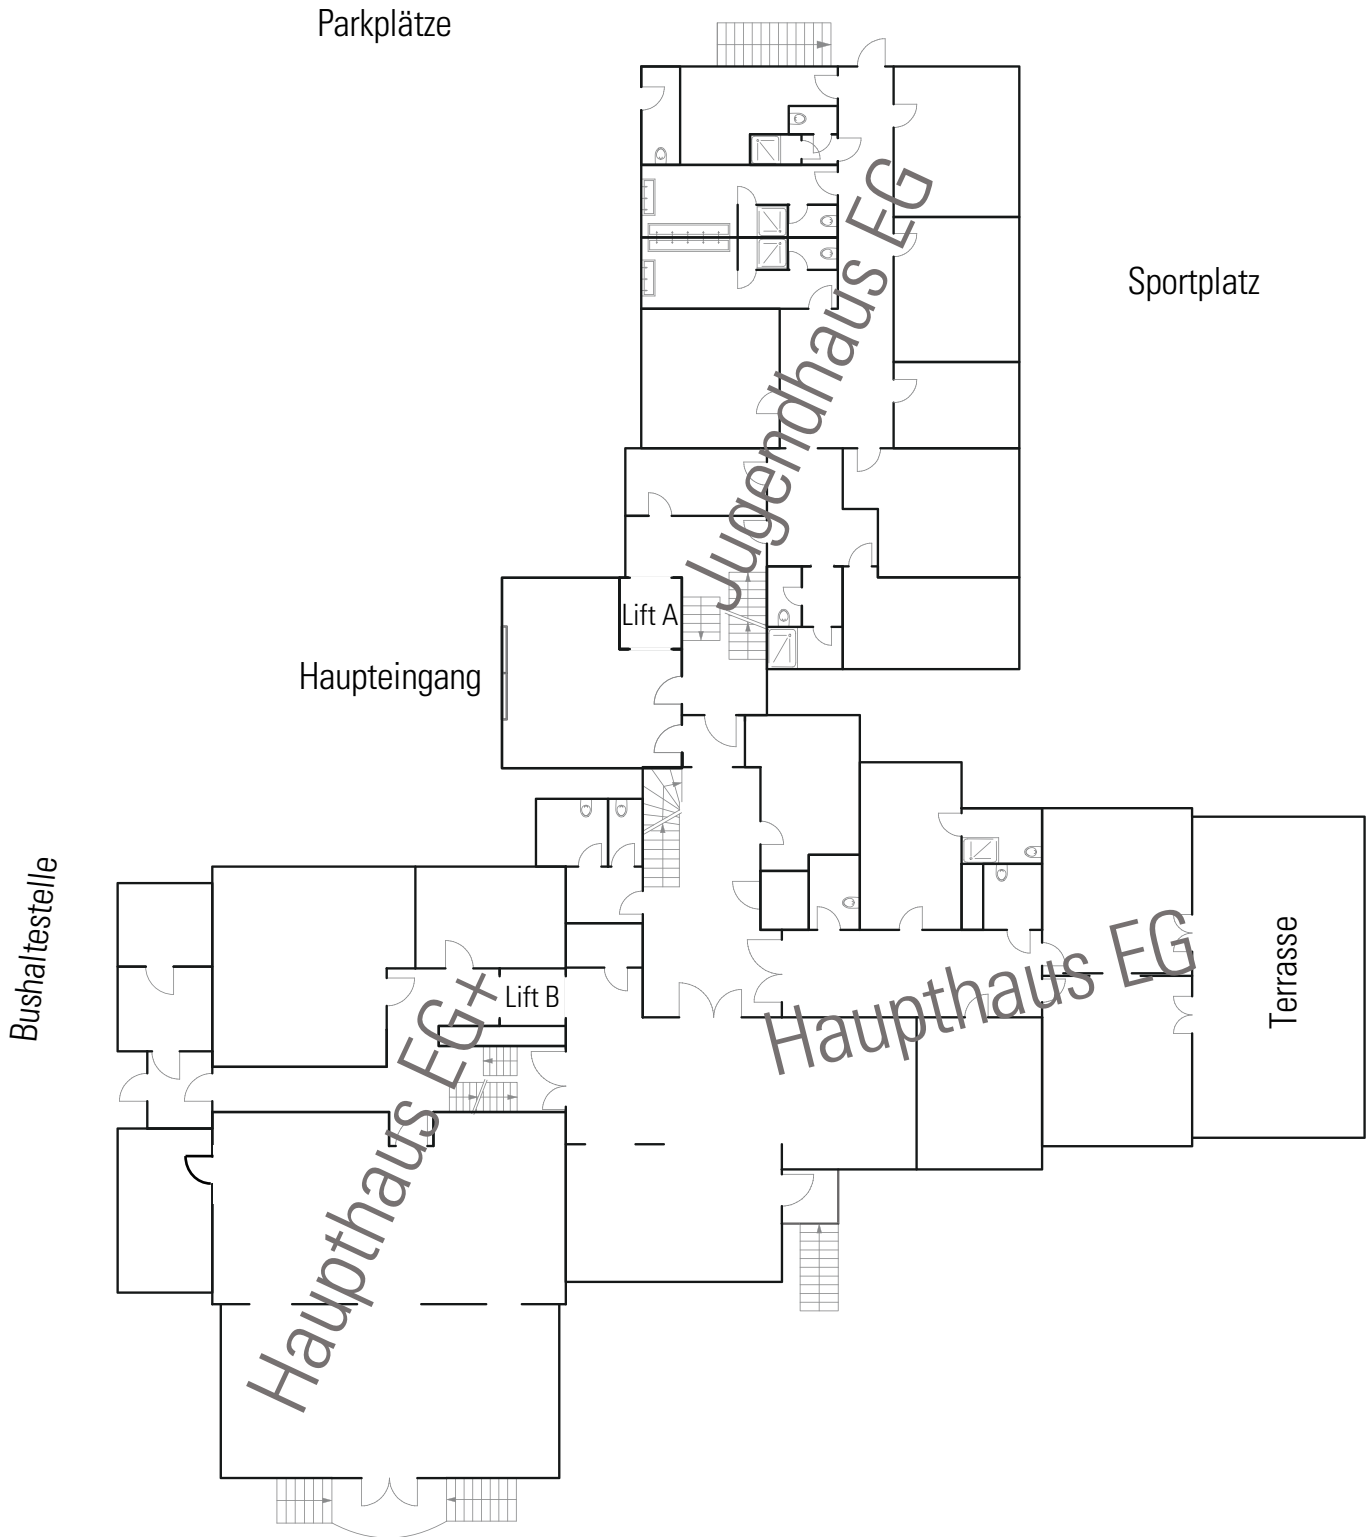 Parkplätze
Jugendhaus EG
Sportplatz
Lift A
Haupteingang
Bushaltestelle
Haupthaus EG
Terrasse
Lift B
Haupthaus EG+